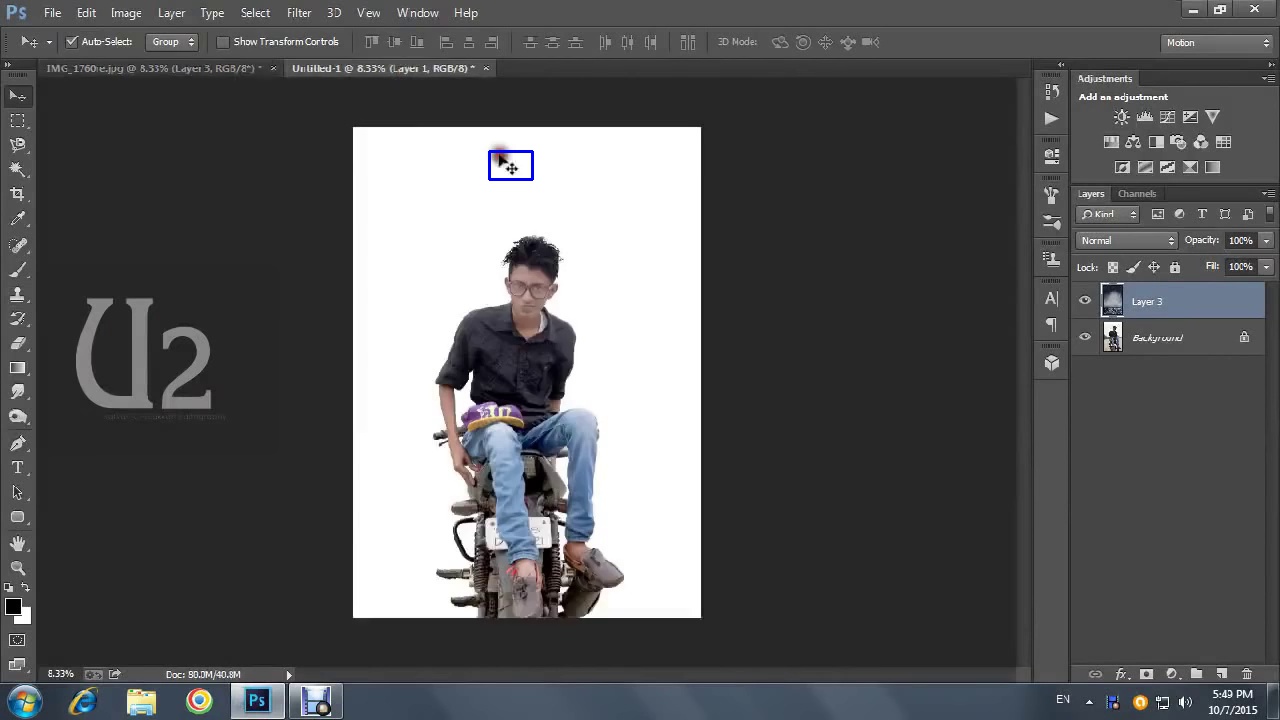 Ps File Edit Image Layer Type Select Filter 3D View Window Help
Auto-Select: Group Show Transform Controls 3D Mode: Motion
IMG_1760re.jpg @ 8.33% (Layer 3, RGB/8*) * × Untitled-1 @ 8.33% (Layer 1, RGB/8) * ×
Adjustments
Add an adjustment
Layers Channels
Kind
Normal Opacity: 100%
Lock: Fill: 100%
Layer 3
Background
U2
8.33% Doc: 80.0M/40.8M
EN 5:49 PM
10/7/2015